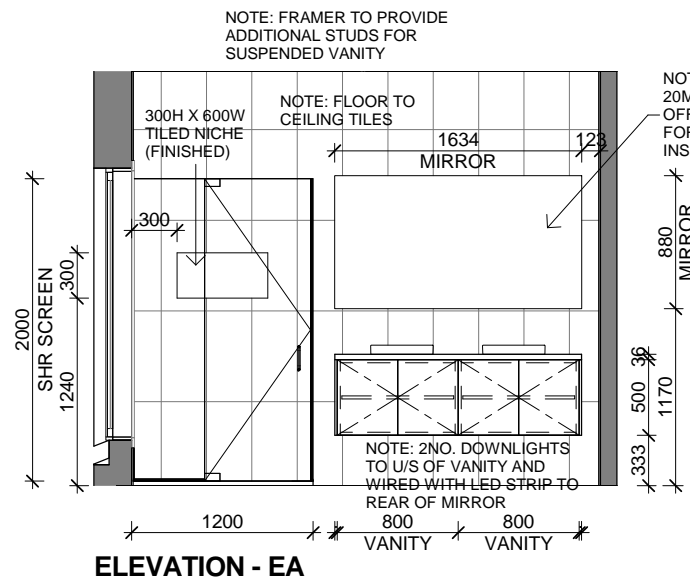 NOTE: FRAMER TO PROVIDE
ADDITIONAL STUDS FOR
SUSPENDED VANITY
300H X 600W
TILED NICHE
(FINISHED)
NOTE: FLOOR TO
CEILING TILES
1634
123
MIRROR
300
300
2000
SHR SCREEN
1240
880
MIRROR
36
500
1170
333
NOTE: 2NO. DOWNLIGHTS
TO U/S OF VANITY AND
WIRED WITH LED STRIP TO
REAR OF MIRROR
1200
800
800
VANITY
VANITY
ELEVATION - EA